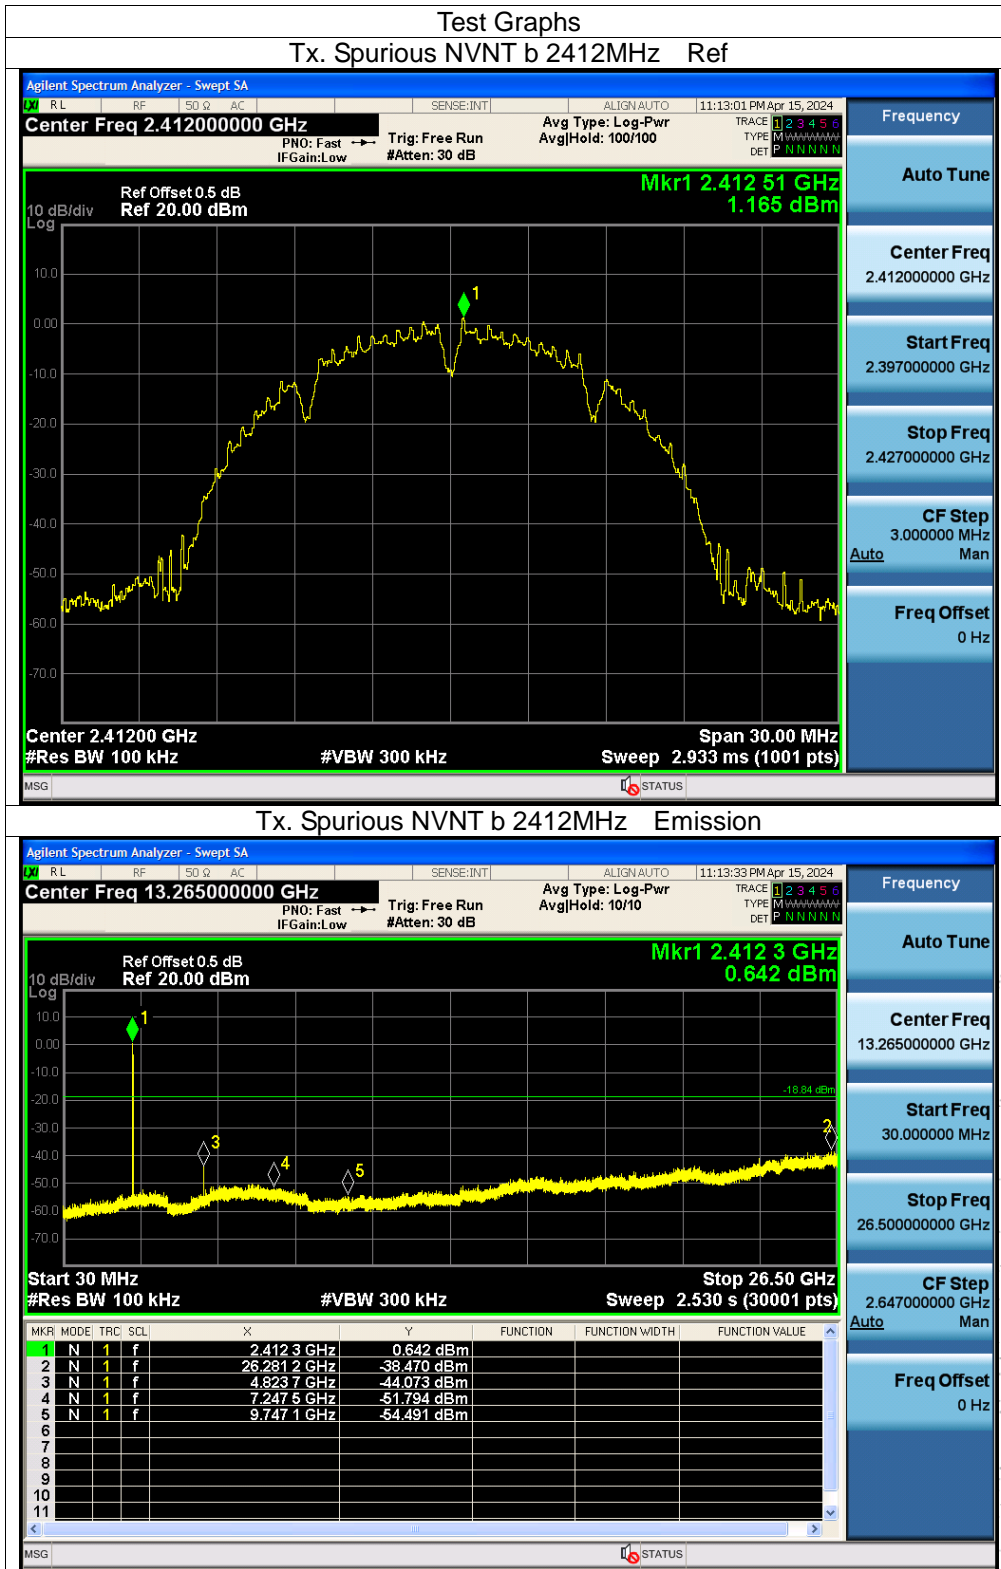 Test Graphs
Tx. Spurious NVNT b 2412MHz Ref
Agilent Spectrum Analyzer - Swept SA
LXI RL RF 50 Ω AC SENSE:INT ALIGN AUTO 11:13:01 PM Apr 15, 2024
Center Freq 2.412000000 GHz
PNO: Fast
IFGain:Low
Trig: Free Run
#Atten: 30 dB
Avg Type: Log-Pwr
Avg|Hold: 100/100
TRACE 1 2 3 4 5 6
TYPE M
DET P N N N N N
Frequency
Mkr1 2.412 51 GHz
1.165 dBm
Ref Offset 0.5 dB
10 dB/div Ref 20.00 dBm
Log
10.0
0.00
-10.0
-20.0
-30.0
-40.0
-50.0
-60.0
-70.0
1
Center 2.41200 GHz Span 30.00 MHz
#Res BW 100 kHz #VBW 300 kHz Sweep 2.933 ms (1001 pts)
Auto Tune
Center Freq
2.412000000 GHz
Start Freq
2.397000000 GHz
Stop Freq
2.427000000 GHz
CF Step
3.000000 MHz
Auto Man
Freq Offset
0 Hz
MSG STATUS
Tx. Spurious NVNT b 2412MHz Emission
Agilent Spectrum Analyzer - Swept SA
LXI RL RF 50 Ω AC SENSE:INT ALIGN AUTO 11:13:33 PM Apr 15, 2024
Center Freq 13.265000000 GHz
PNO: Fast
IFGain:Low
Trig: Free Run
#Atten: 30 dB
Avg Type: Log-Pwr
Avg|Hold: 10/10
TRACE 1 2 3 4 5 6
TYPE M
DET P N N N N N
Frequency
Mkr1 2.412 3 GHz
0.642 dBm
Ref Offset 0.5 dB
10 dB/div Ref 20.00 dBm
Log
10.0
0.00
-10.0
-20.0
-30.0
-40.0
-50.0
-60.0
-70.0
1
-18.84 dBm
2
3
4
5
Start 30 MHz Stop 26.50 GHz
#Res BW 100 kHz #VBW 300 kHz Sweep 2.530 s (30001 pts)
MKR MODE TRC SCL X Y FUNCTION FUNCTION WIDTH FUNCTION VALUE
1 N 1 f 2.412 3 GHz 0.642 dBm
2 N 1 f 26.281 2 GHz -38.470 dBm
3 N 1 f 4.823 7 GHz -44.073 dBm
4 N 1 f 7.247 5 GHz -51.794 dBm
5 N 1 f 9.747 1 GHz -54.491 dBm
6
7
8
9
10
11
Auto Tune
Center Freq
13.265000000 GHz
Start Freq
30.000000 MHz
Stop Freq
26.500000000 GHz
CF Step
2.647000000 GHz
Auto Man
Freq Offset
0 Hz
MSG STATUS